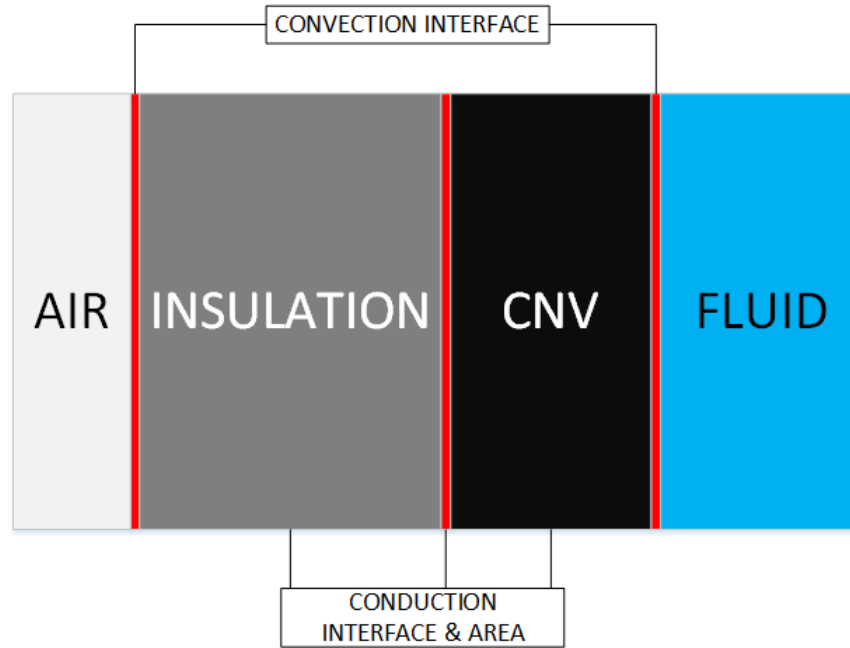 CONVECTION INTERFACE
AIR
INSULATION
CNV
FLUID
CONDUCTION
INTERFACE & AREA